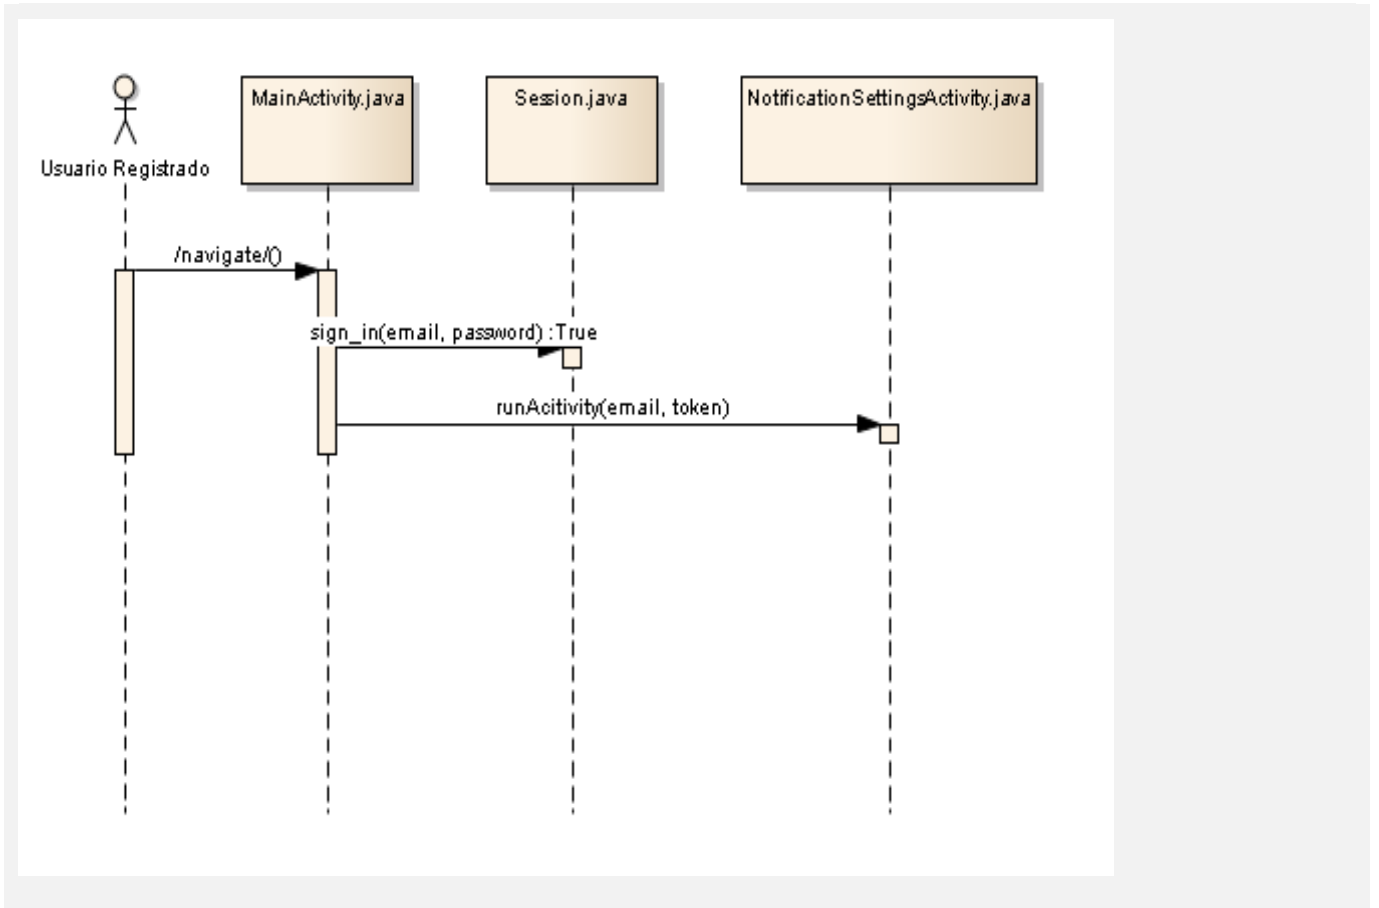 MainActivity.java
Session.java
NotificationSettingsActivity.java
Usuario Registrado
/navigate/()
sign_in(email, password) :True
runAcitivity(email, token)